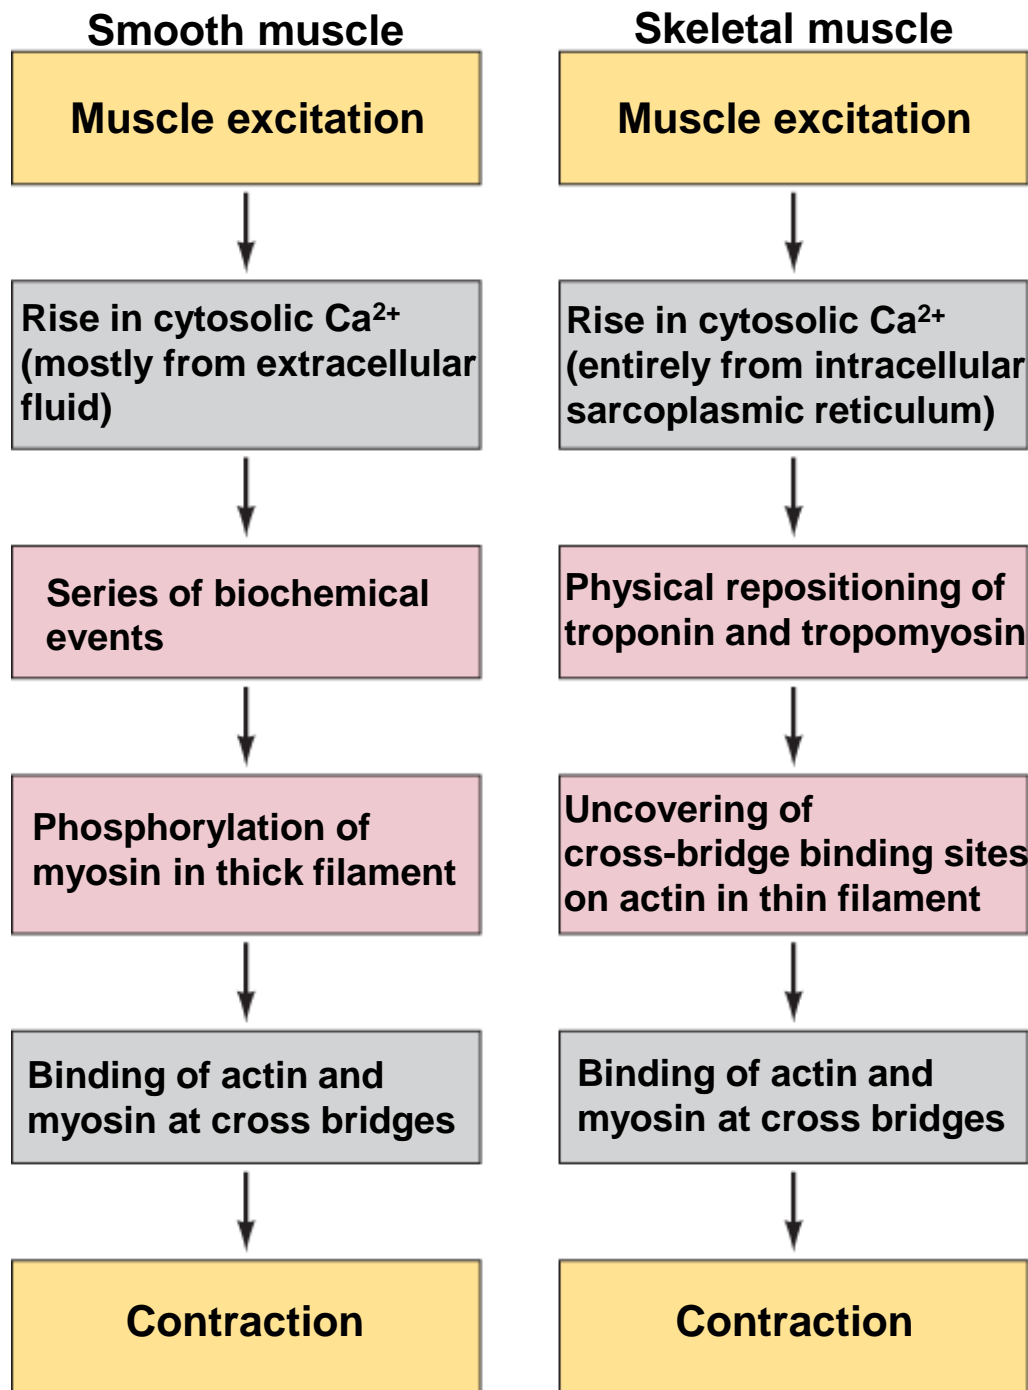 Smooth muscle
Muscle excitation
Rise in cytosolic Ca²⁺
(mostly from extracellular
fluid)
Series of biochemical
events
Phosphorylation of
myosin in thick filament
Binding of actin and
myosin at cross bridges
Contraction
Skeletal muscle
Muscle excitation
Rise in cytosolic Ca²⁺
(entirely from intracellular
sarcoplasmic reticulum)
Physical repositioning of
troponin and tropomyosin
Uncovering of
cross-bridge binding sites
on actin in thin filament
Binding of actin and
myosin at cross bridges
Contraction